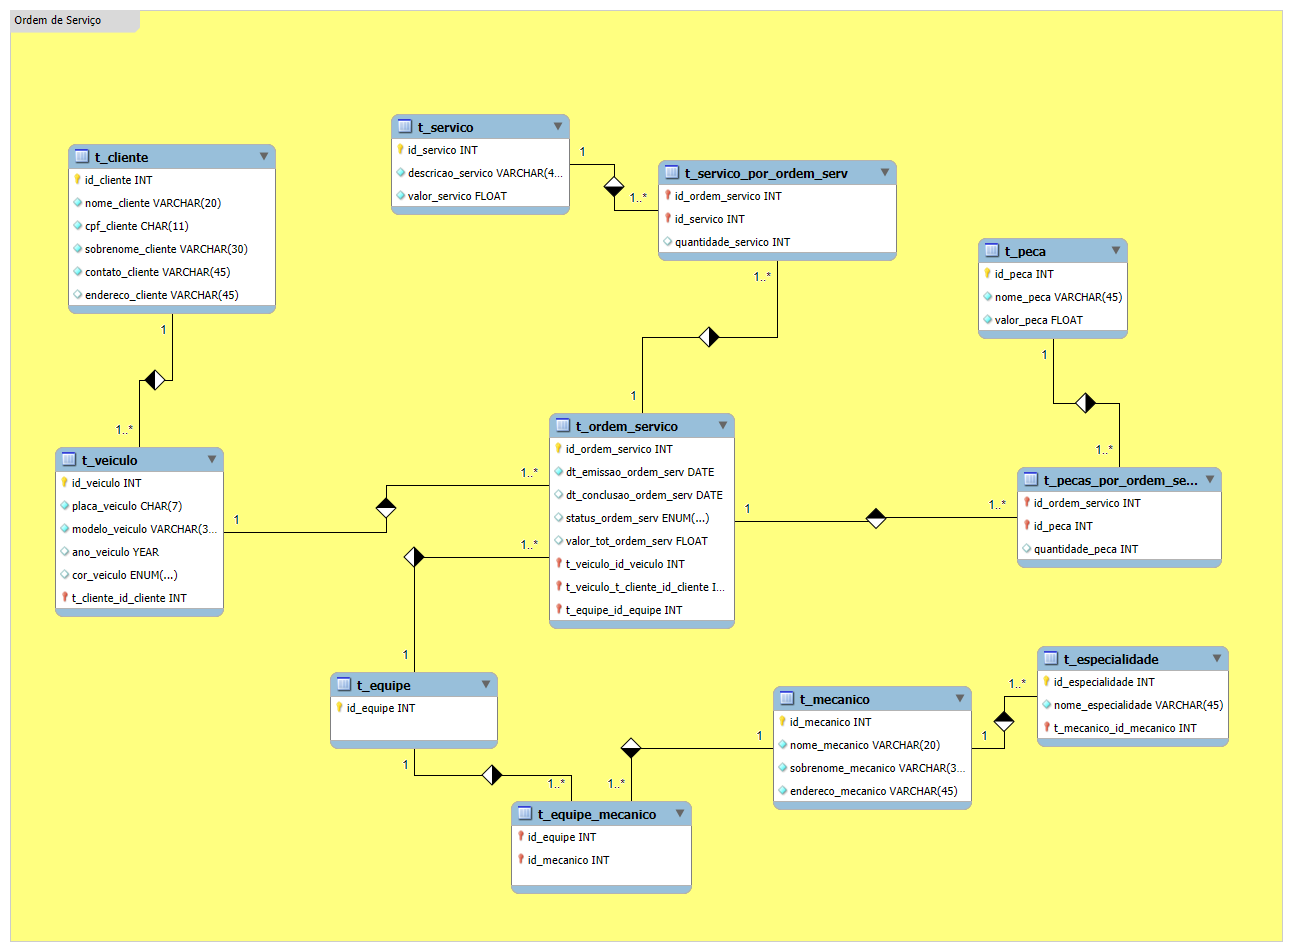 Ordem de Serviço
t_servico
id_servico INT
descricao_servico VARCHAR(4...
valor_servico FLOAT
1
1..*
t_cliente
id_cliente INT
nome_cliente VARCHAR(20)
cpf_cliente CHAR(11)
sobrenome_cliente VARCHAR(30)
contato_cliente VARCHAR(45)
endereco_cliente VARCHAR(45)
1
1..*
t_servico_por_ordem_serv
id_ordem_servico INT
id_servico INT
quantidade_servico INT
1..*
1
t_peca
id_peca INT
nome_peca VARCHAR(45)
valor_peca FLOAT
1
1..*
t_veiculo
id_veiculo INT
placa_veiculo CHAR(7)
modelo_veiculo VARCHAR(3...
ano_veiculo YEAR
cor_veiculo ENUM(...)
t_cliente_id_cliente INT
1
1..*
t_ordem_servico
id_ordem_servico INT
dt_emissao_ordem_serv DATE
dt_conclusao_ordem_serv DATE
status_ordem_serv ENUM(...)
valor_tot_ordem_serv FLOAT
t_veiculo_id_veiculo INT
t_veiculo_t_cliente_id_cliente I...
t_equipe_id_equipe INT
1
1..*
t_pecas_por_ordem_se...
id_ordem_servico INT
id_peca INT
quantidade_peca INT
1..*
1
t_equipe
id_equipe INT
1
1..*
t_equipe_mecanico
id_equipe INT
id_mecanico INT
1..*
1
t_mecanico
id_mecanico INT
nome_mecanico VARCHAR(20)
sobrenome_mecanico VARCHAR(3...
endereco_mecanico VARCHAR(45)
1
1..*
t_especialidade
id_especialidade INT
nome_especialidade VARCHAR(45)
t_mecanico_id_mecanico INT